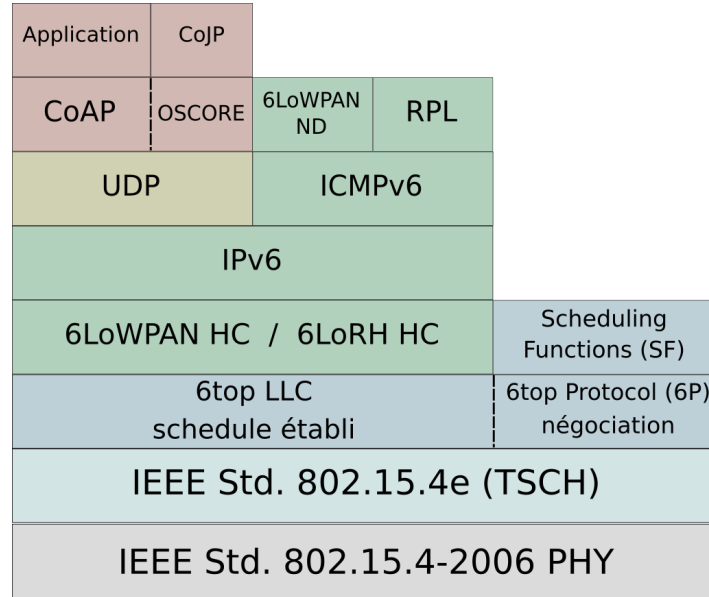 Application
CoJP
CoAP
OSCORE
6LoWPAN
ND
RPL
UDP
ICMPv6
IPv6
6LoWPAN HC / 6LoRH HC
Scheduling
Functions (SF)
6top LLC
schedule établi
6top Protocol (6P)
négociation
IEEE Std. 802.15.4e (TSCH)
IEEE Std. 802.15.4-2006 PHY